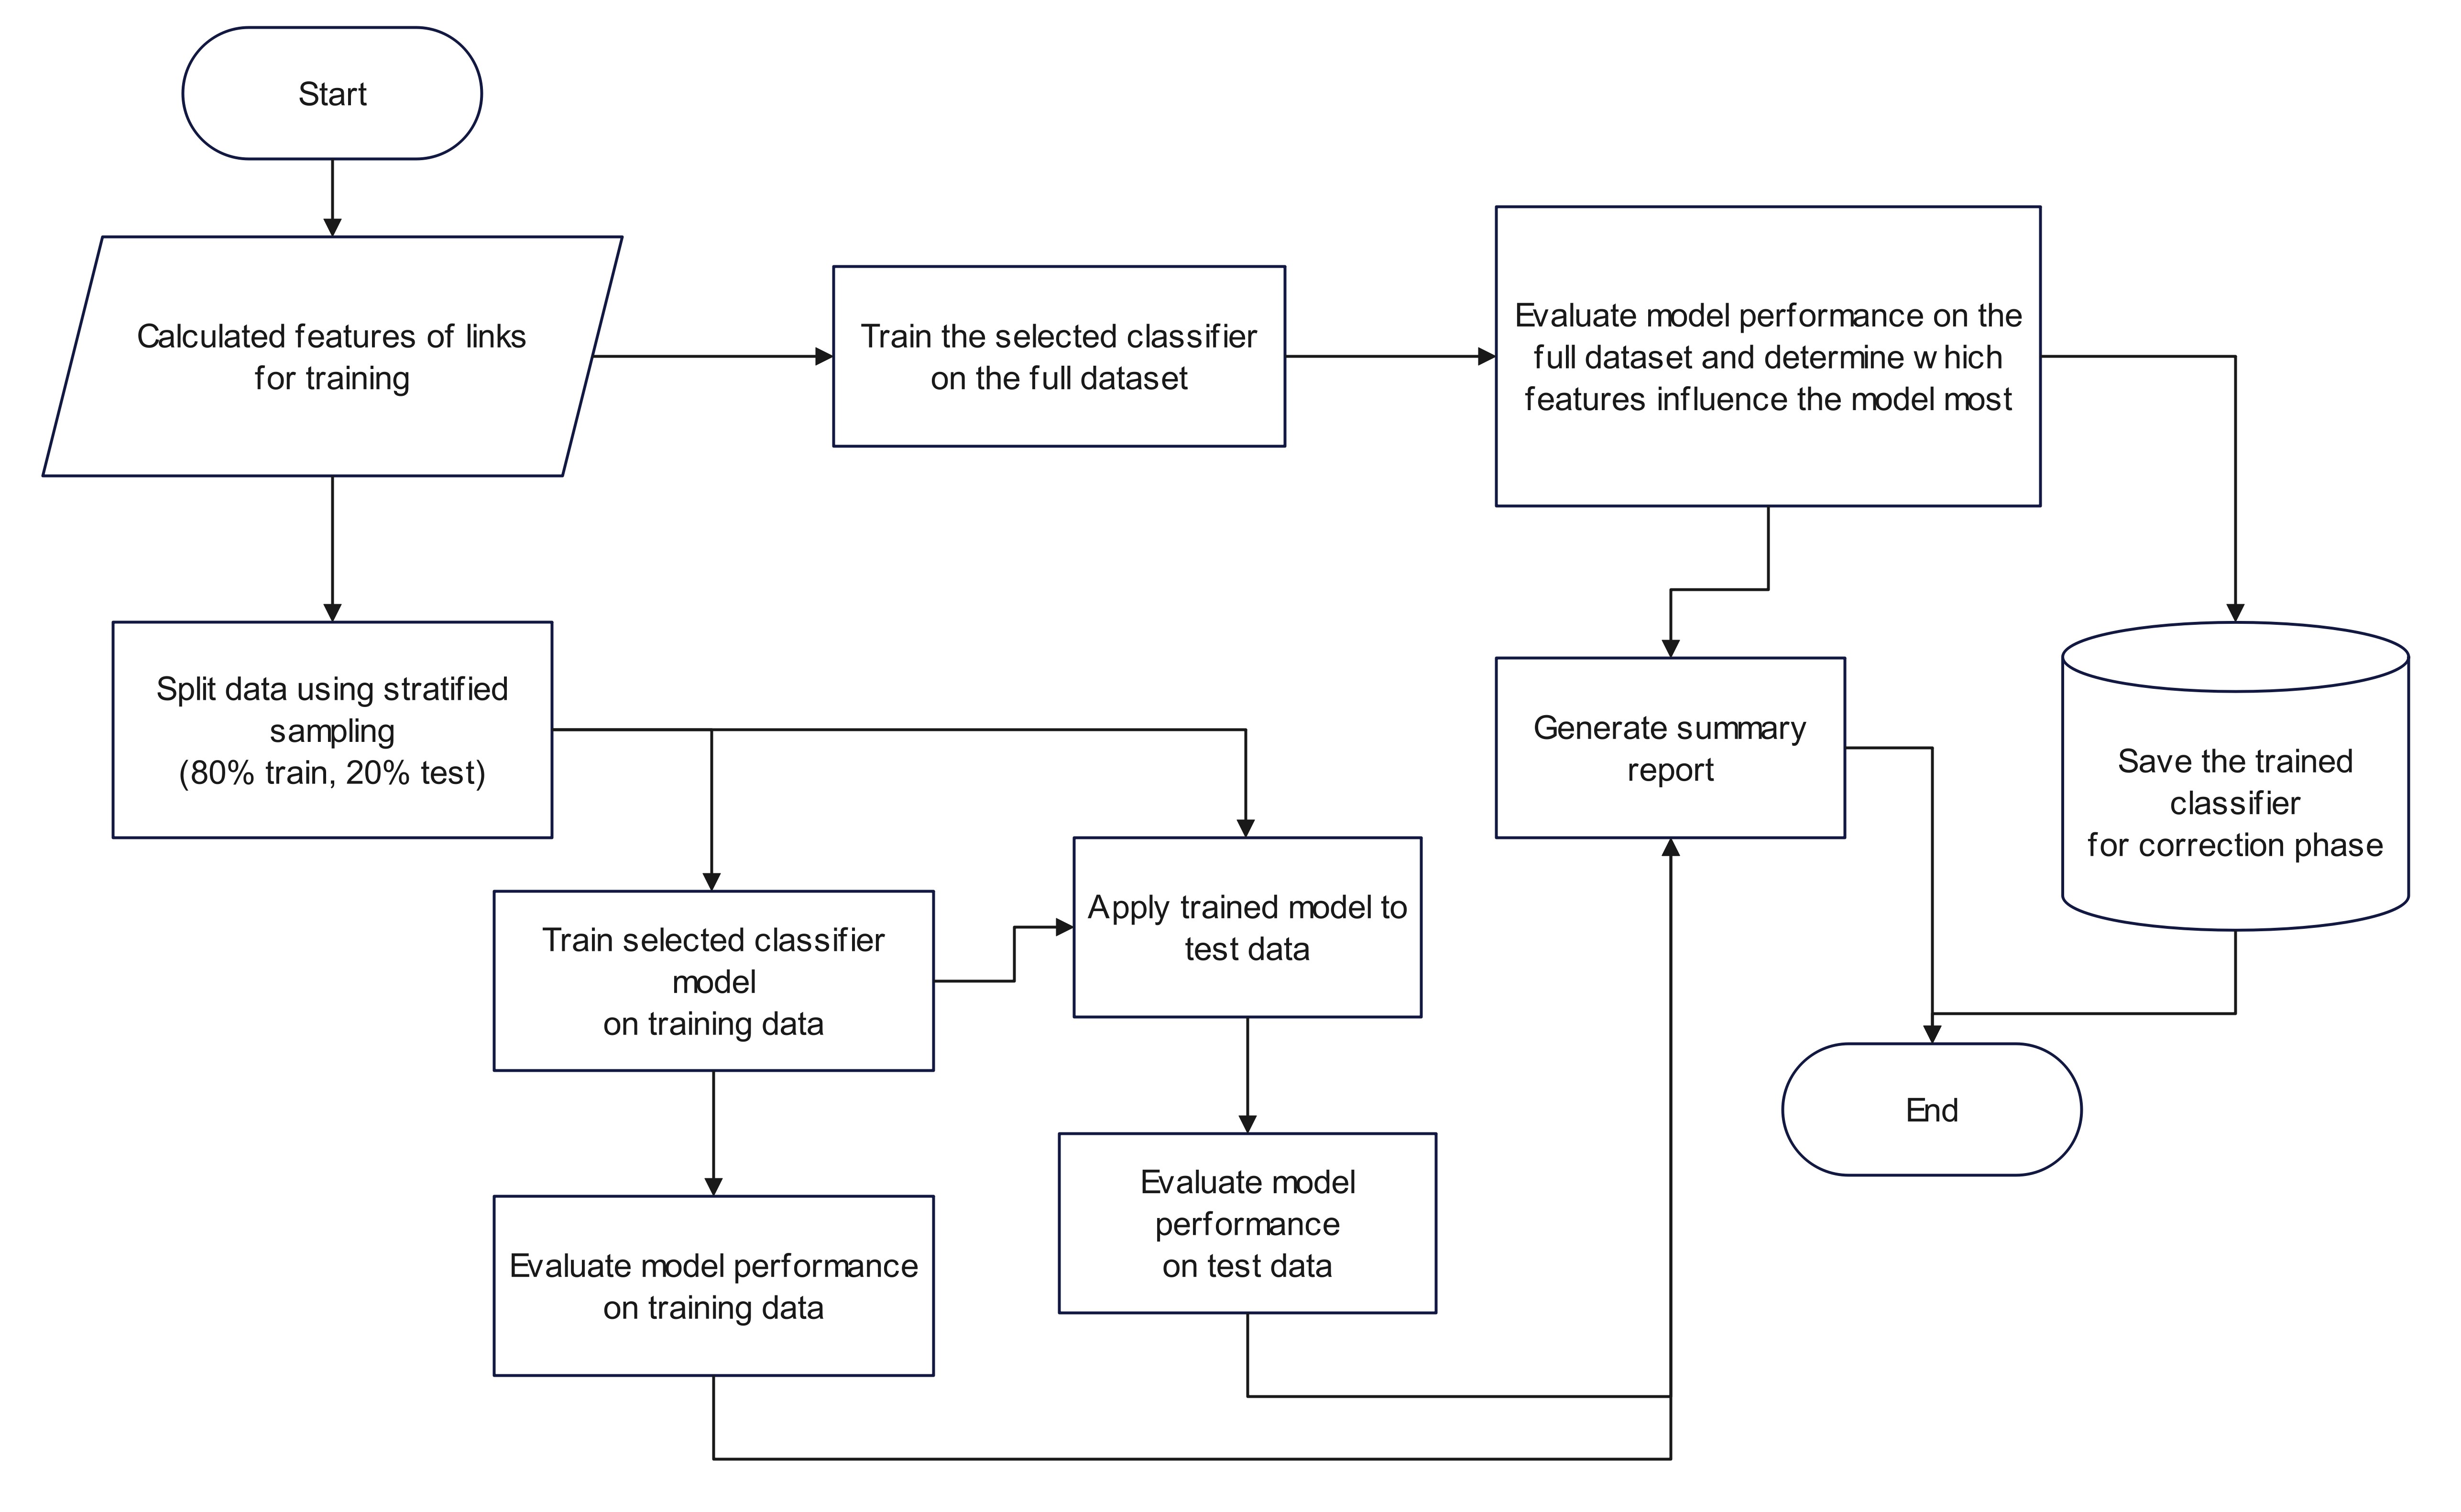 Start
Calculated features of links
for training
Train the selected classifier
on the full dataset
Evaluate model performance on the
full dataset and determine which
features influence the model most
Split data using stratified
sampling
(80% train, 20% test)
Generate summary
report
Save the trained
classifier
for correction phase
Train selected classifier
model
on training data
Apply trained model to
test data
End
Evaluate model performance
on training data
Evaluate model
performance
on test data